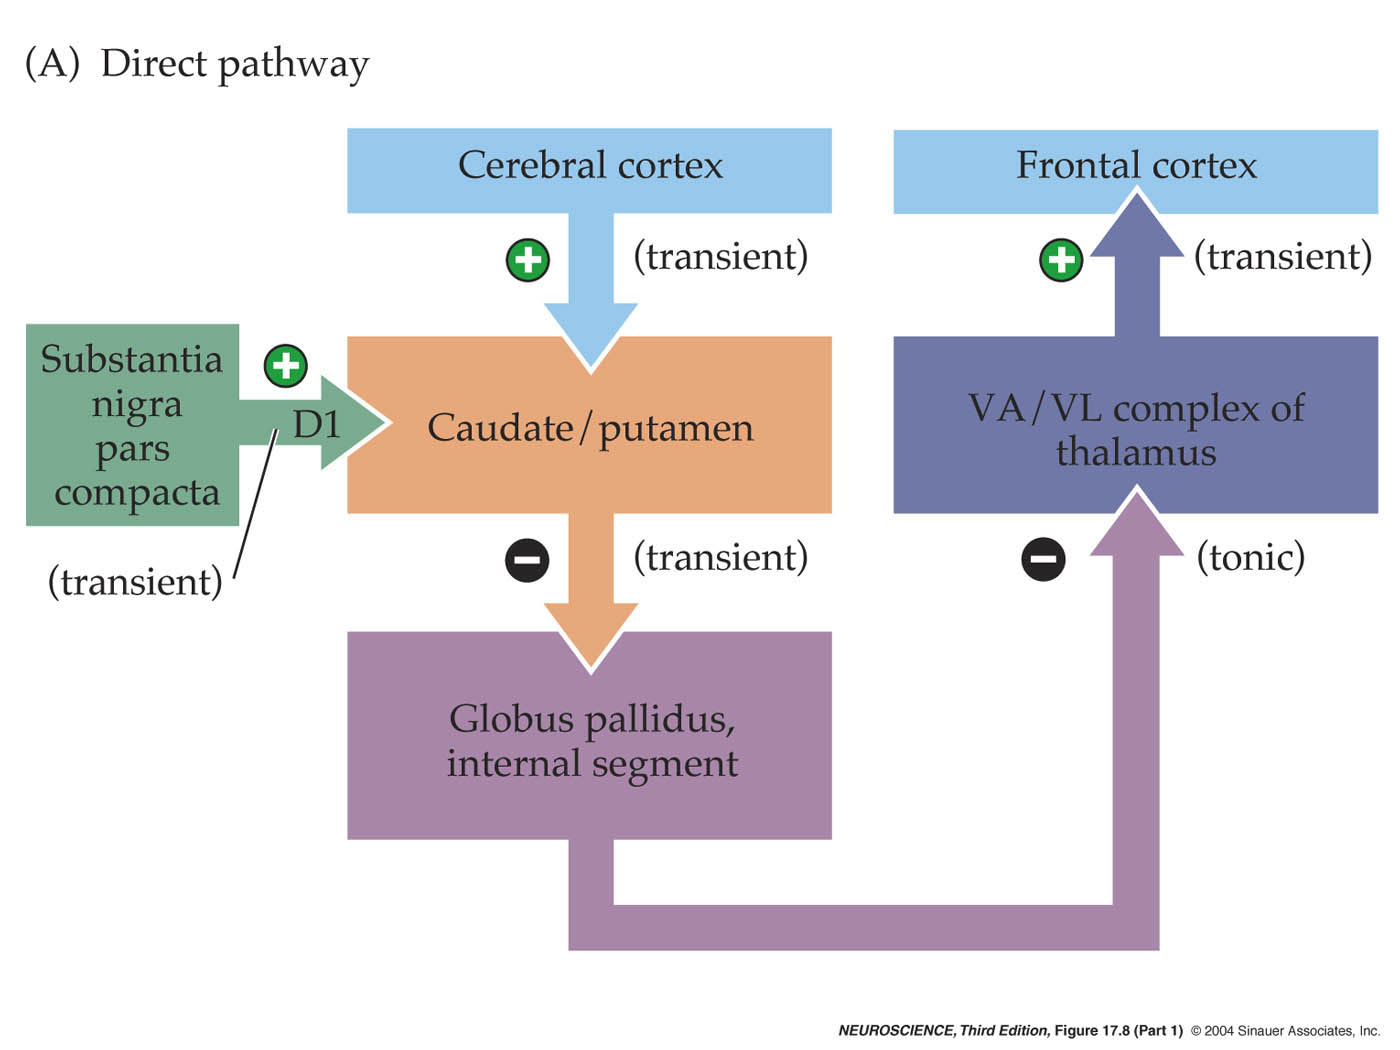 (A) Direct pathway
Cerebral cortex
Frontal cortex
(transient)
(transient)
Substantia
nigra
pars
compacta
D1
Caudate/putamen
VA/VL complex of
thalamus
(transient)
(transient)
(tonic)
Globus pallidus,
internal segment
NEUROSCIENCE, Third Edition, Figure 17.8 (Part 1) © 2004 Sinauer Associates, Inc.